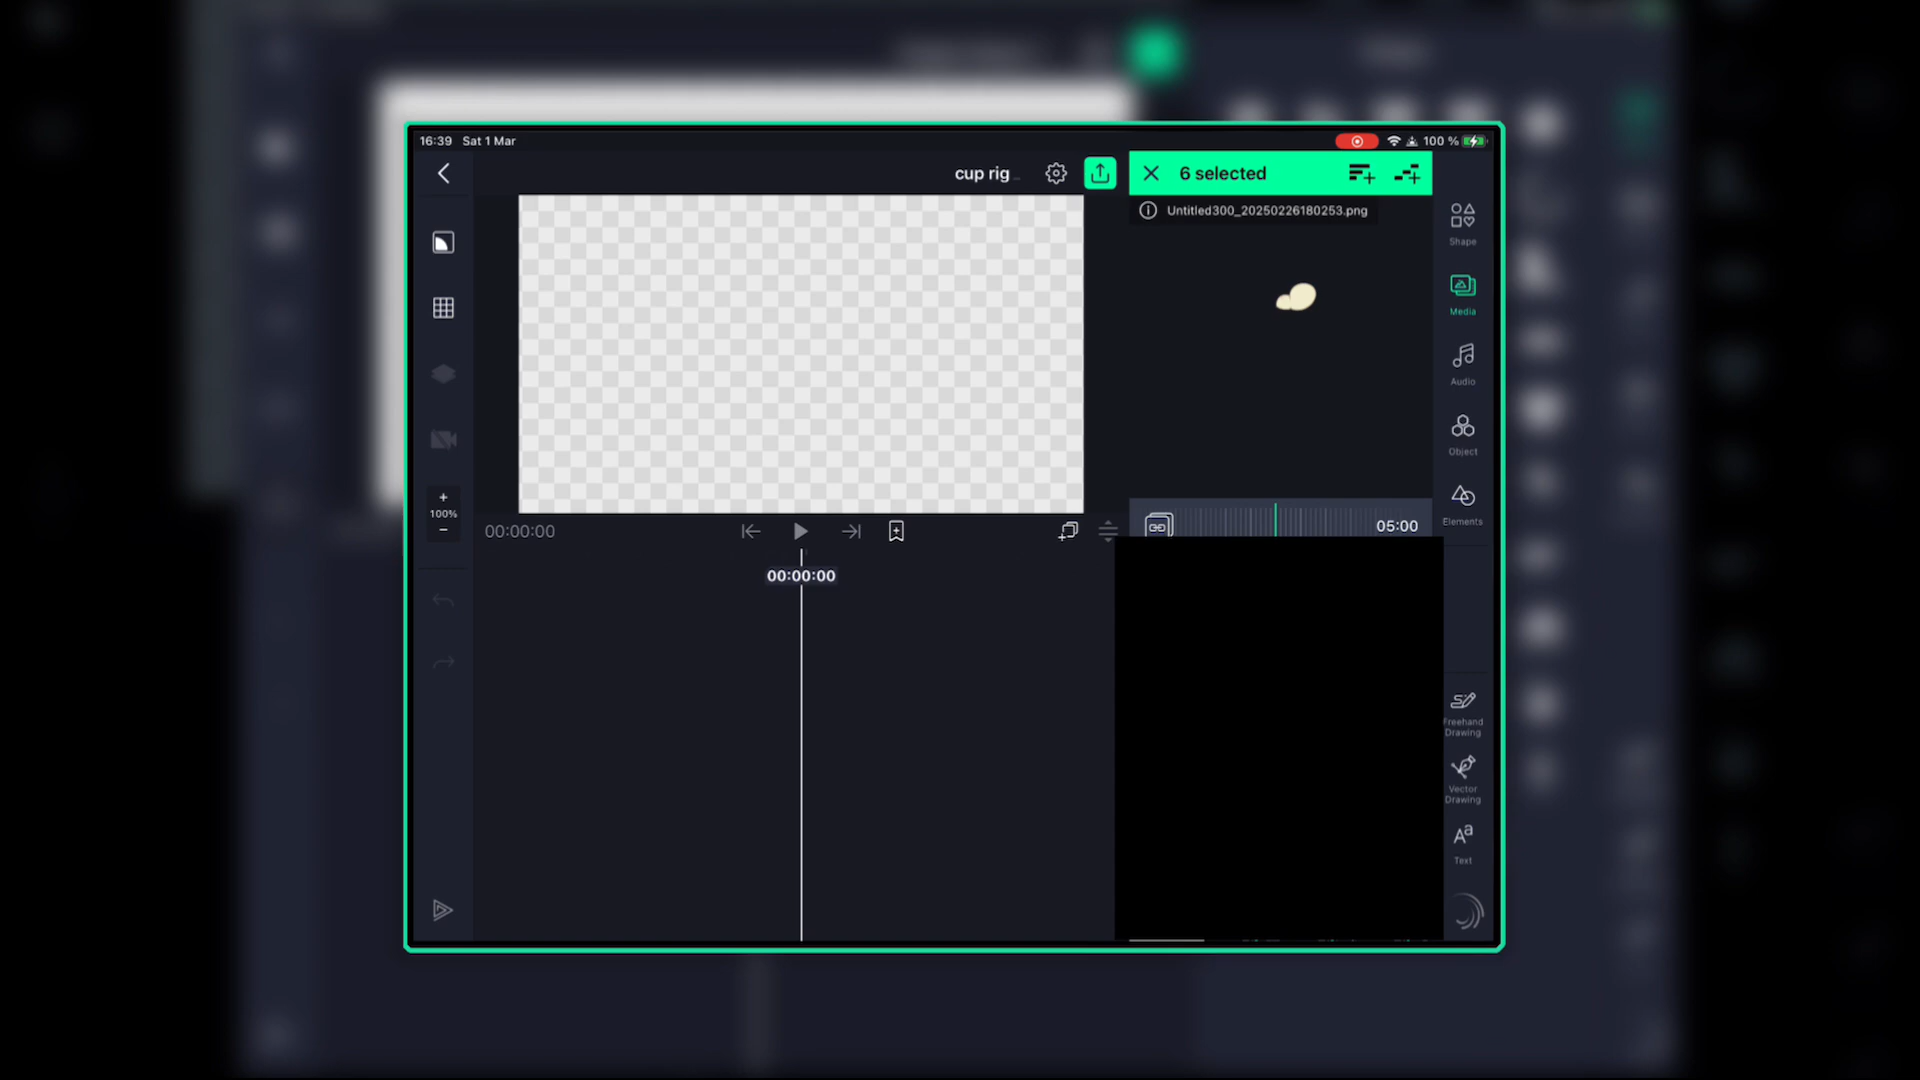 16:39 Sat 1 Mar
100 %
cup rig
6 selected
Untitled300_20250226180253.png
Shape
Media
Audio
Object
Elements
+
100%
−
00:00:00
05:00
00:00:00
Freehand
Drawing
Vector
Drawing
Aa
Text